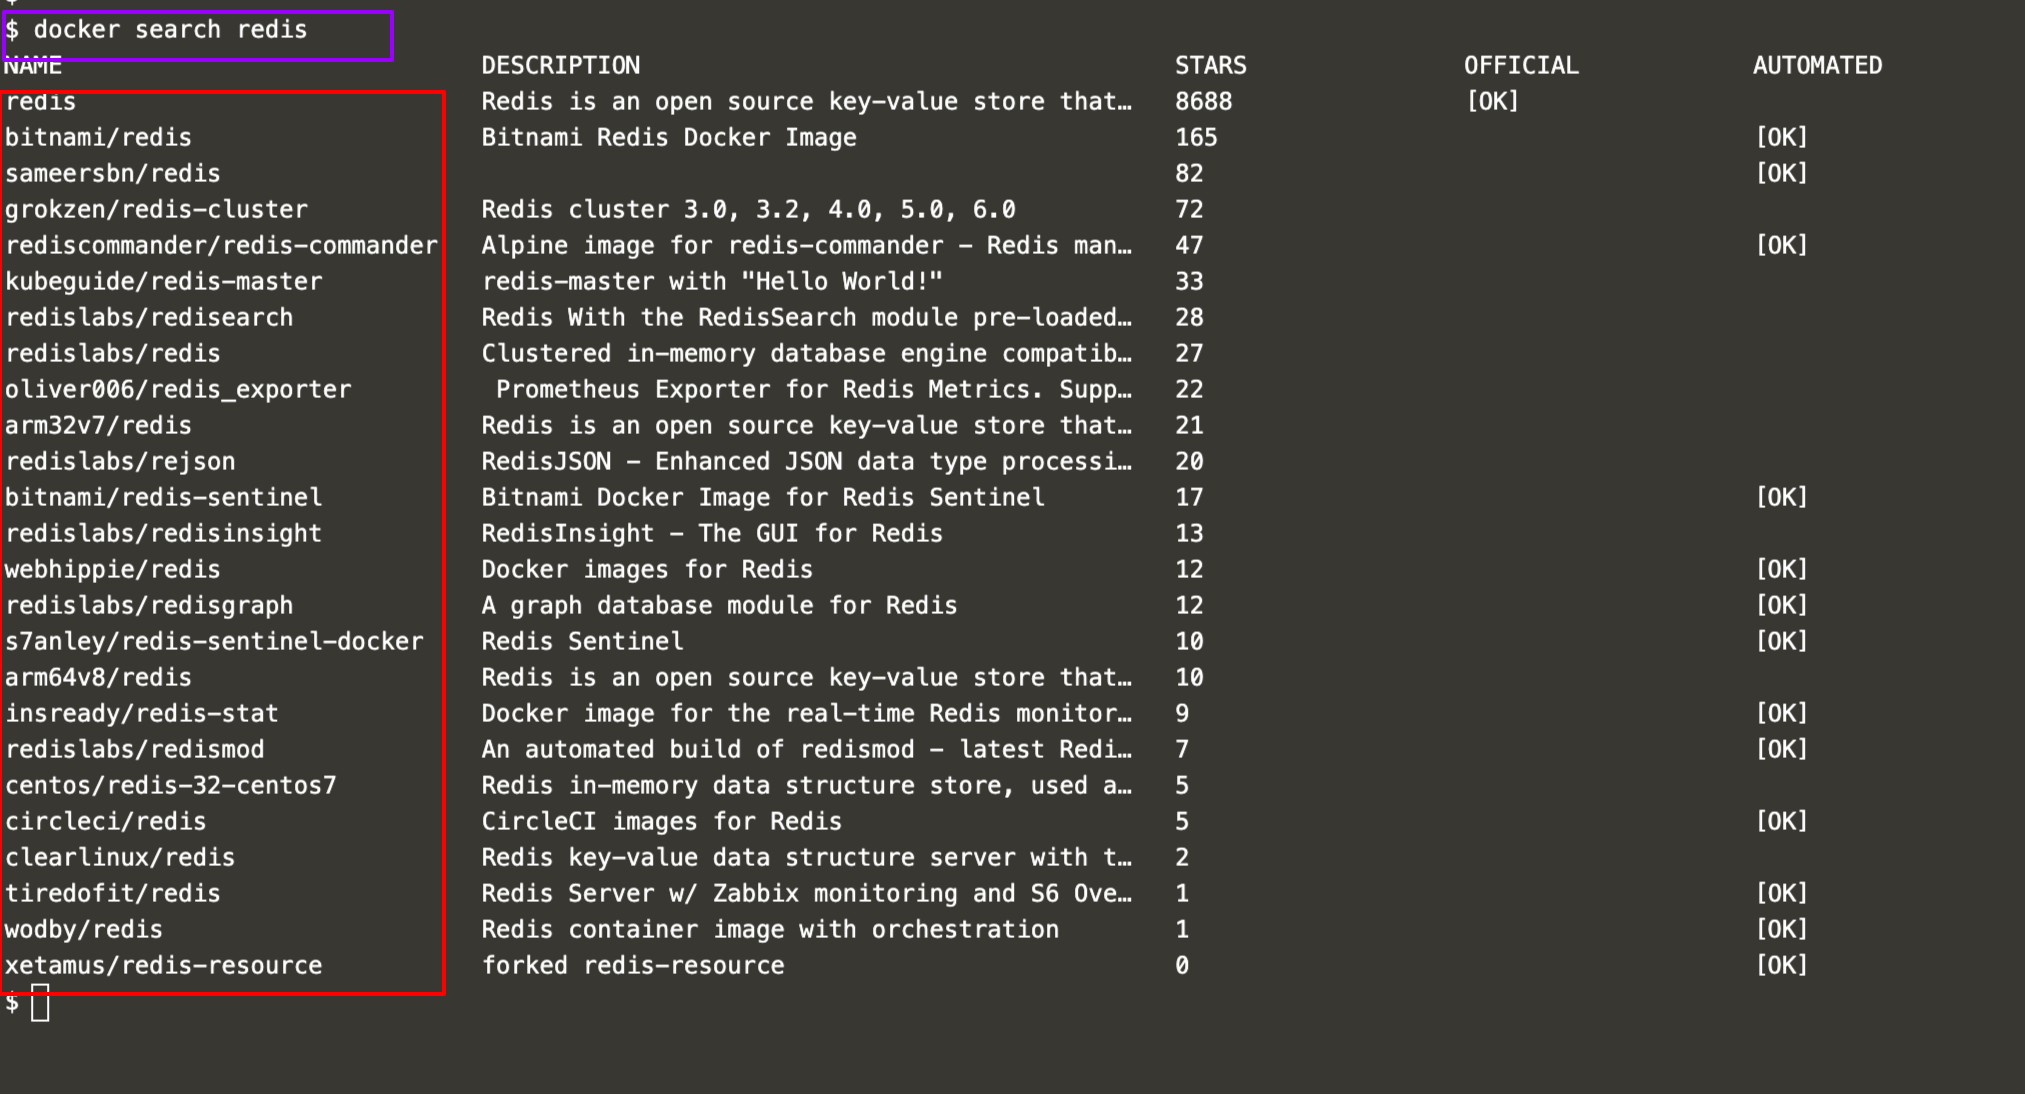 $ docker search redis
NAME DESCRIPTION STARS OFFICIAL AUTOMATED
redis Redis is an open source key-value store that… 8688 [OK]
bitnami/redis Bitnami Redis Docker Image 165 [OK]
sameersbn/redis 82 [OK]
grokzen/redis-cluster Redis cluster 3.0, 3.2, 4.0, 5.0, 6.0 72
rediscommander/redis-commander Alpine image for redis-commander - Redis man… 47 [OK]
kubeguide/redis-master redis-master with "Hello World!" 33
redislabs/redisearch Redis With the RedisSearch module pre-loaded… 28
redislabs/redis Clustered in-memory database engine compatib… 27
oliver006/redis_exporter Prometheus Exporter for Redis Metrics. Supp… 22
arm32v7/redis Redis is an open source key-value store that… 21
redislabs/rejson RedisJSON - Enhanced JSON data type processi… 20
bitnami/redis-sentinel Bitnami Docker Image for Redis Sentinel 17 [OK]
redislabs/redisinsight RedisInsight - The GUI for Redis 13
webhippie/redis Docker images for Redis 12 [OK]
redislabs/redisgraph A graph database module for Redis 12 [OK]
s7anley/redis-sentinel-docker Redis Sentinel 10 [OK]
arm64v8/redis Redis is an open source key-value store that… 10
insready/redis-stat Docker image for the real-time Redis monitor… 9 [OK]
redislabs/redismod An automated build of redismod - latest Redi… 7 [OK]
centos/redis-32-centos7 Redis in-memory data structure store, used a… 5
circleci/redis CircleCI images for Redis 5 [OK]
clearlinux/redis Redis key-value data structure server with t… 2
tiredofit/redis Redis Server w/ Zabbix monitoring and S6 Ove… 1 [OK]
wodby/redis Redis container image with orchestration 1 [OK]
xetamus/redis-resource forked redis-resource 0 [OK]
$